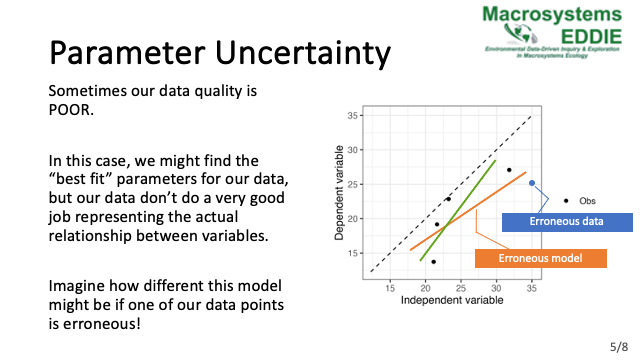 Macrosystems
EDDIE
Environmental Data-Driven Inquiry & Exploration
in Macrosystems Ecology
Parameter Uncertainty
Sometimes our data quality is
POOR.
In this case, we might find the
“best fit” parameters for our data,
but our data don’t do a very good
job representing the actual
relationship between variables.
Imagine how different this model
might be if one of our data points
is erroneous!
Dependent variable
35
30
25
20
15
15 20 25 30 35
Independent variable
Obs
Erroneous data
Erroneous model
5/8